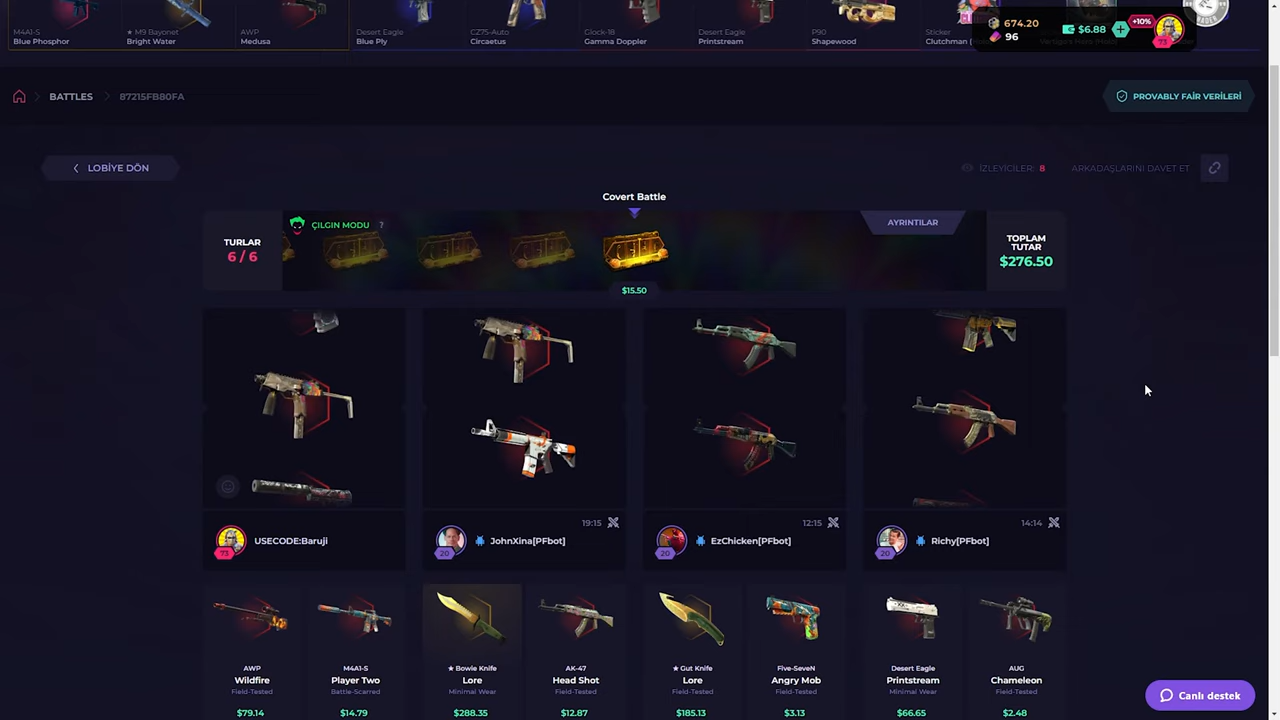 M4A1-S
Blue Phosphor
★ M9 Bayonet
Bright Water
AWP
Medusa
Desert Eagle
Blue Ply
CZ75-Auto
Circaetus
Glock-18
Gamma Doppler
Desert Eagle
Printstream
P90
Shapewood
Sticker
Clutchman
674.20
96
$6.88
+10%
73
BATTLES
87215FB80FA
PROVABLY FAIR VERİLERİ
LOBİYE DÖN
İZLEYİCİLER: 8
ARKADAŞLARINI DAVET ET
Covert Battle
TURLAR
6 / 6
ÇILGIN MODU ?
AYRINTILAR
TOPLAM
TUTAR
$276.50
$15.50
73
USECODE:Baruji
19:15
20
JohnXina[PFbot]
12:15
20
EzChicken[PFbot]
14:14
20
Richy[PFbot]
AWP
Wildfire
Field-Tested
$79.14
M4A1-S
Player Two
Battle-Scarred
$14.79
★ Bowie Knife
Lore
Minimal Wear
$288.35
AK-47
Head Shot
Field-Tested
$12.87
★ Gut Knife
Lore
Field-Tested
$185.13
Five-SeveN
Angry Mob
Field-Tested
$3.13
Desert Eagle
Printstream
Minimal Wear
$66.65
AUG
Chameleon
Field-Tested
$2.48
Canlı destek